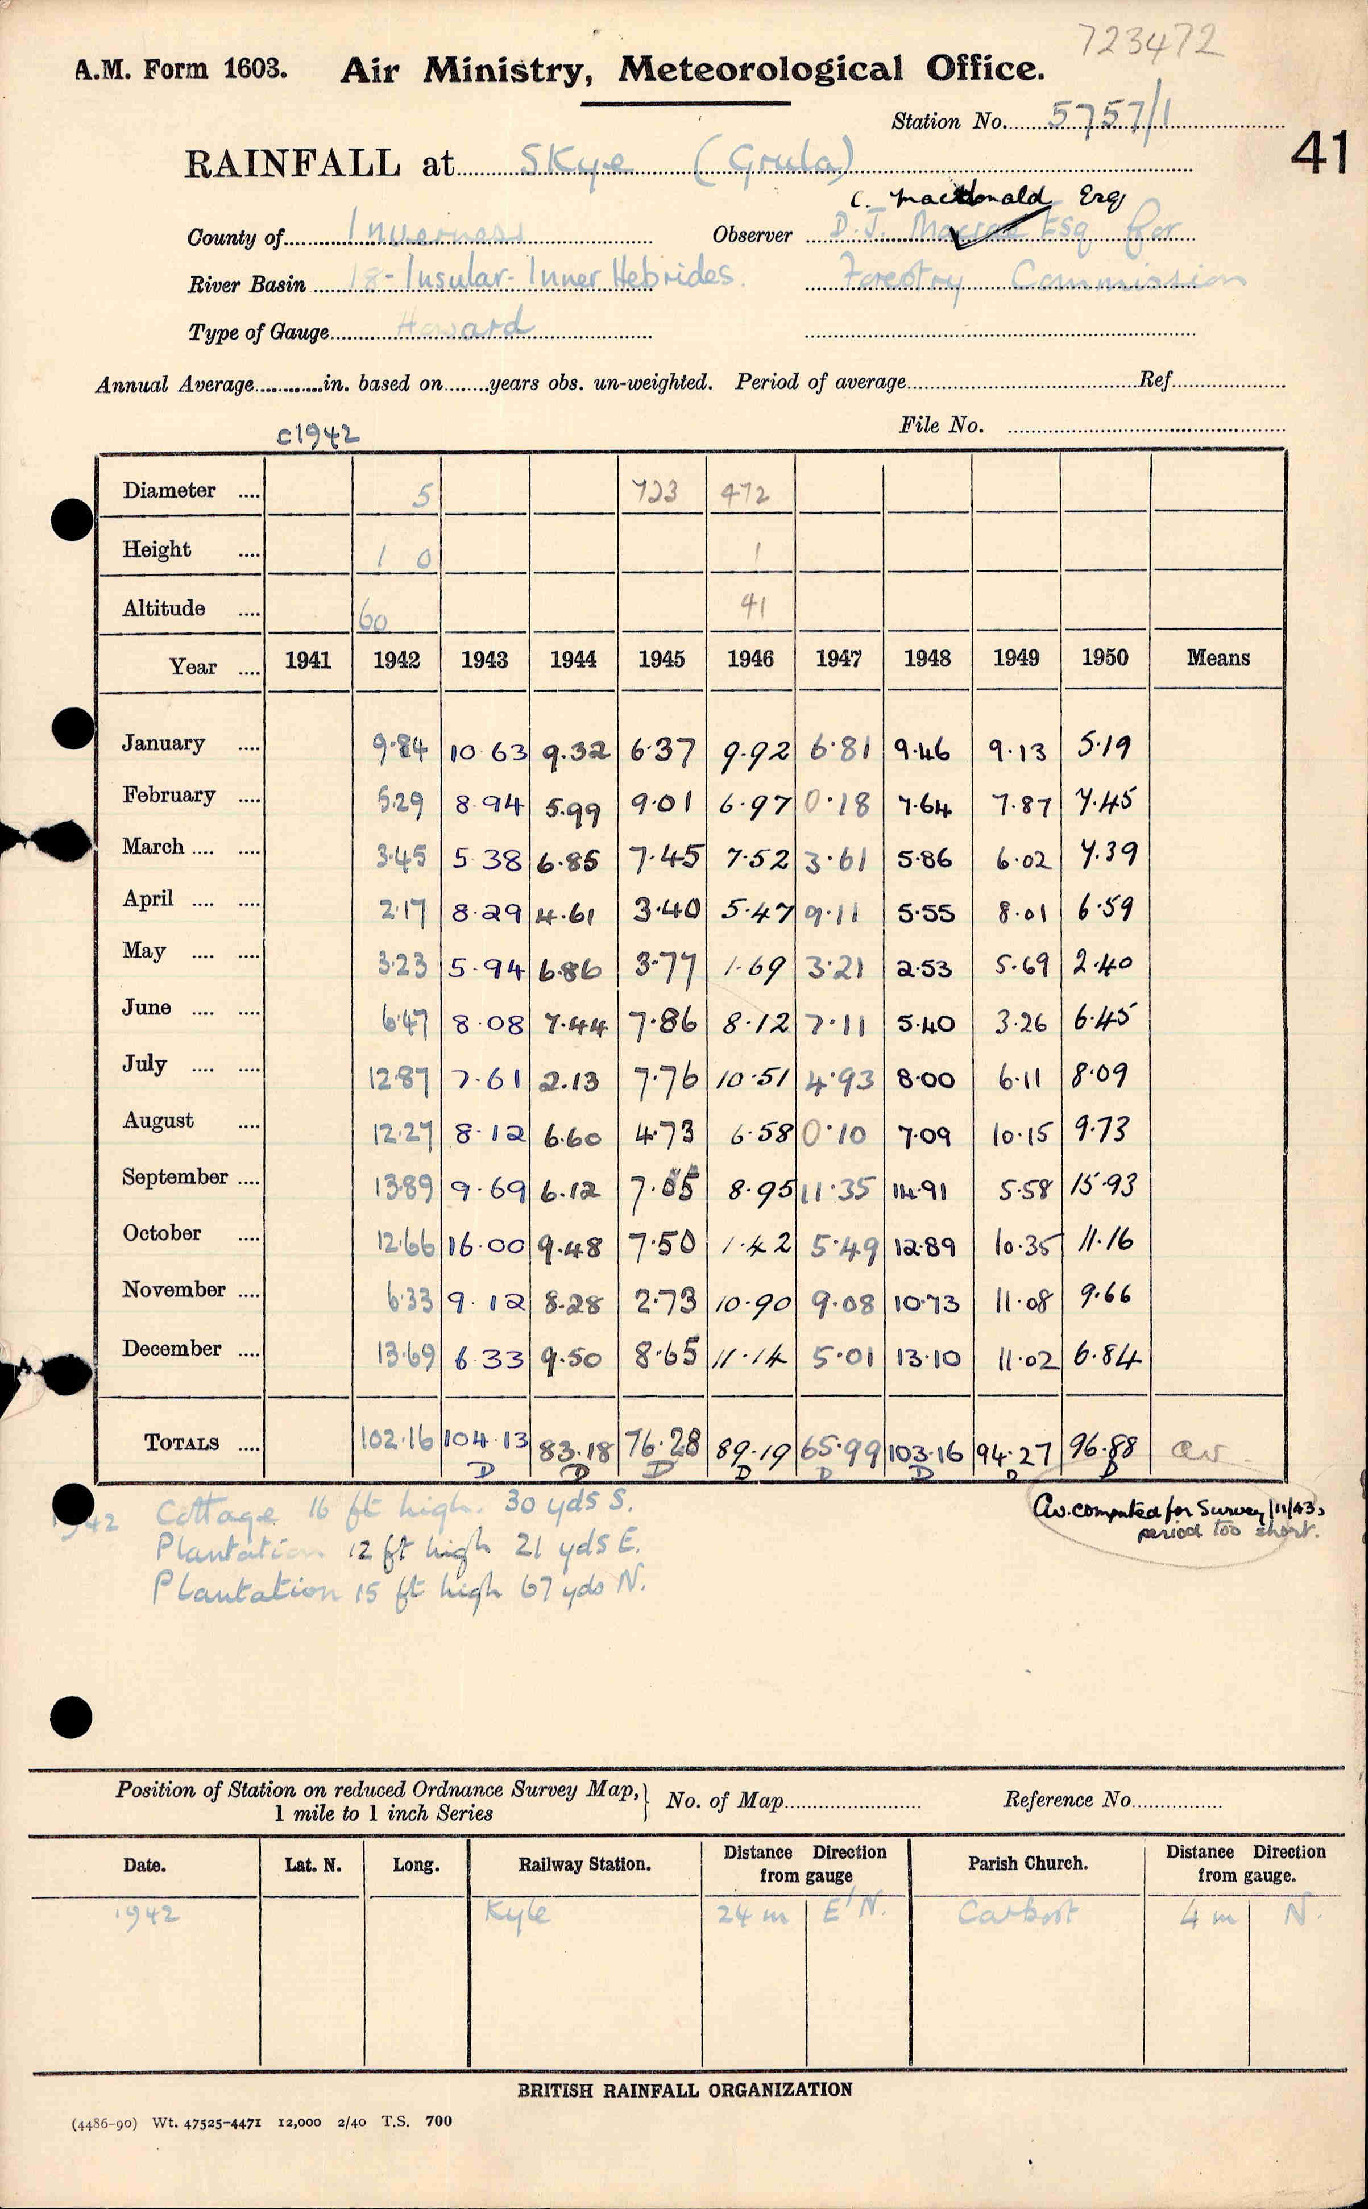 723472
A.M. Form 1603. Air Ministry, Meteorological Office.
Station No. 5757/1
41
RAINFALL at Skye (Grula)
C. MacDonald Esq
County of Inverness Observer D.J. Macrae Esq for
River Basin 18-Insular-Inner Hebrides. Forestry Commission
Type of Gauge Howard
Annual Average in. based on years obs. un-weighted. Period of average Ref
c1942 File No.
Diameter 5 723 472
Height 1 0 1
Altitude 60 41
Year 1941 1942 1943 1944 1945 1946 1947 1948 1949 1950 Means
January 9.84 10.63 9.32 6.37 9.92 6.81 9.46 9.13 5.19
February 5.29 8.94 5.99 9.01 6.97 0.18 7.64 7.87 7.45
March 3.45 5.38 6.85 7.45 7.52 3.61 5.86 6.02 7.39
April 2.17 8.29 4.61 3.40 5.47 9.11 5.55 8.01 6.59
May 3.23 5.94 6.86 3.77 1.69 3.21 2.53 5.69 2.40
June 6.47 8.08 7.44 7.86 8.12 7.11 5.40 3.26 6.45
July 12.87 7.61 2.13 7.76 10.51 4.93 8.00 6.11 8.09
August 12.27 8.12 6.60 4.73 6.58 0.10 7.09 10.15 9.73
September 13.89 9.69 6.12 7.05 8.95 11.35 14.91 5.58 15.93
October 12.66 16.00 9.48 7.50 1.42 5.49 12.89 10.35 11.16
November 6.33 9.12 8.28 2.73 10.90 9.08 10.73 11.08 9.66
December 13.69 6.33 9.50 8.65 11.14 5.01 13.10 11.02 6.84
TOTALS 102.16 104.13 83.18 76.28 89.19 65.99 103.16 94.27 96.88 av.
D D D D D D D D
1942 Cottage 16 ft high. 30 yds S.
Plantation 12 ft high 21 yds E.
Plantation 15 ft high 67 yds N.
Av. computed for Survey/11/43,
period too short.
Position of Station on reduced Ordnance Survey Map, 1 mile to 1 inch Series } No. of Map Reference No.
Date. Lat. N. Long. Railway Station. Distance Direction from gauge Parish Church. Distance Direction from gauge.
1942 Kyle 24 m E'N. Carbost 4 m N.
BRITISH RAINFALL ORGANIZATION
(4486-90) Wt. 47525-4471 12,000 2/40 T.S. 700